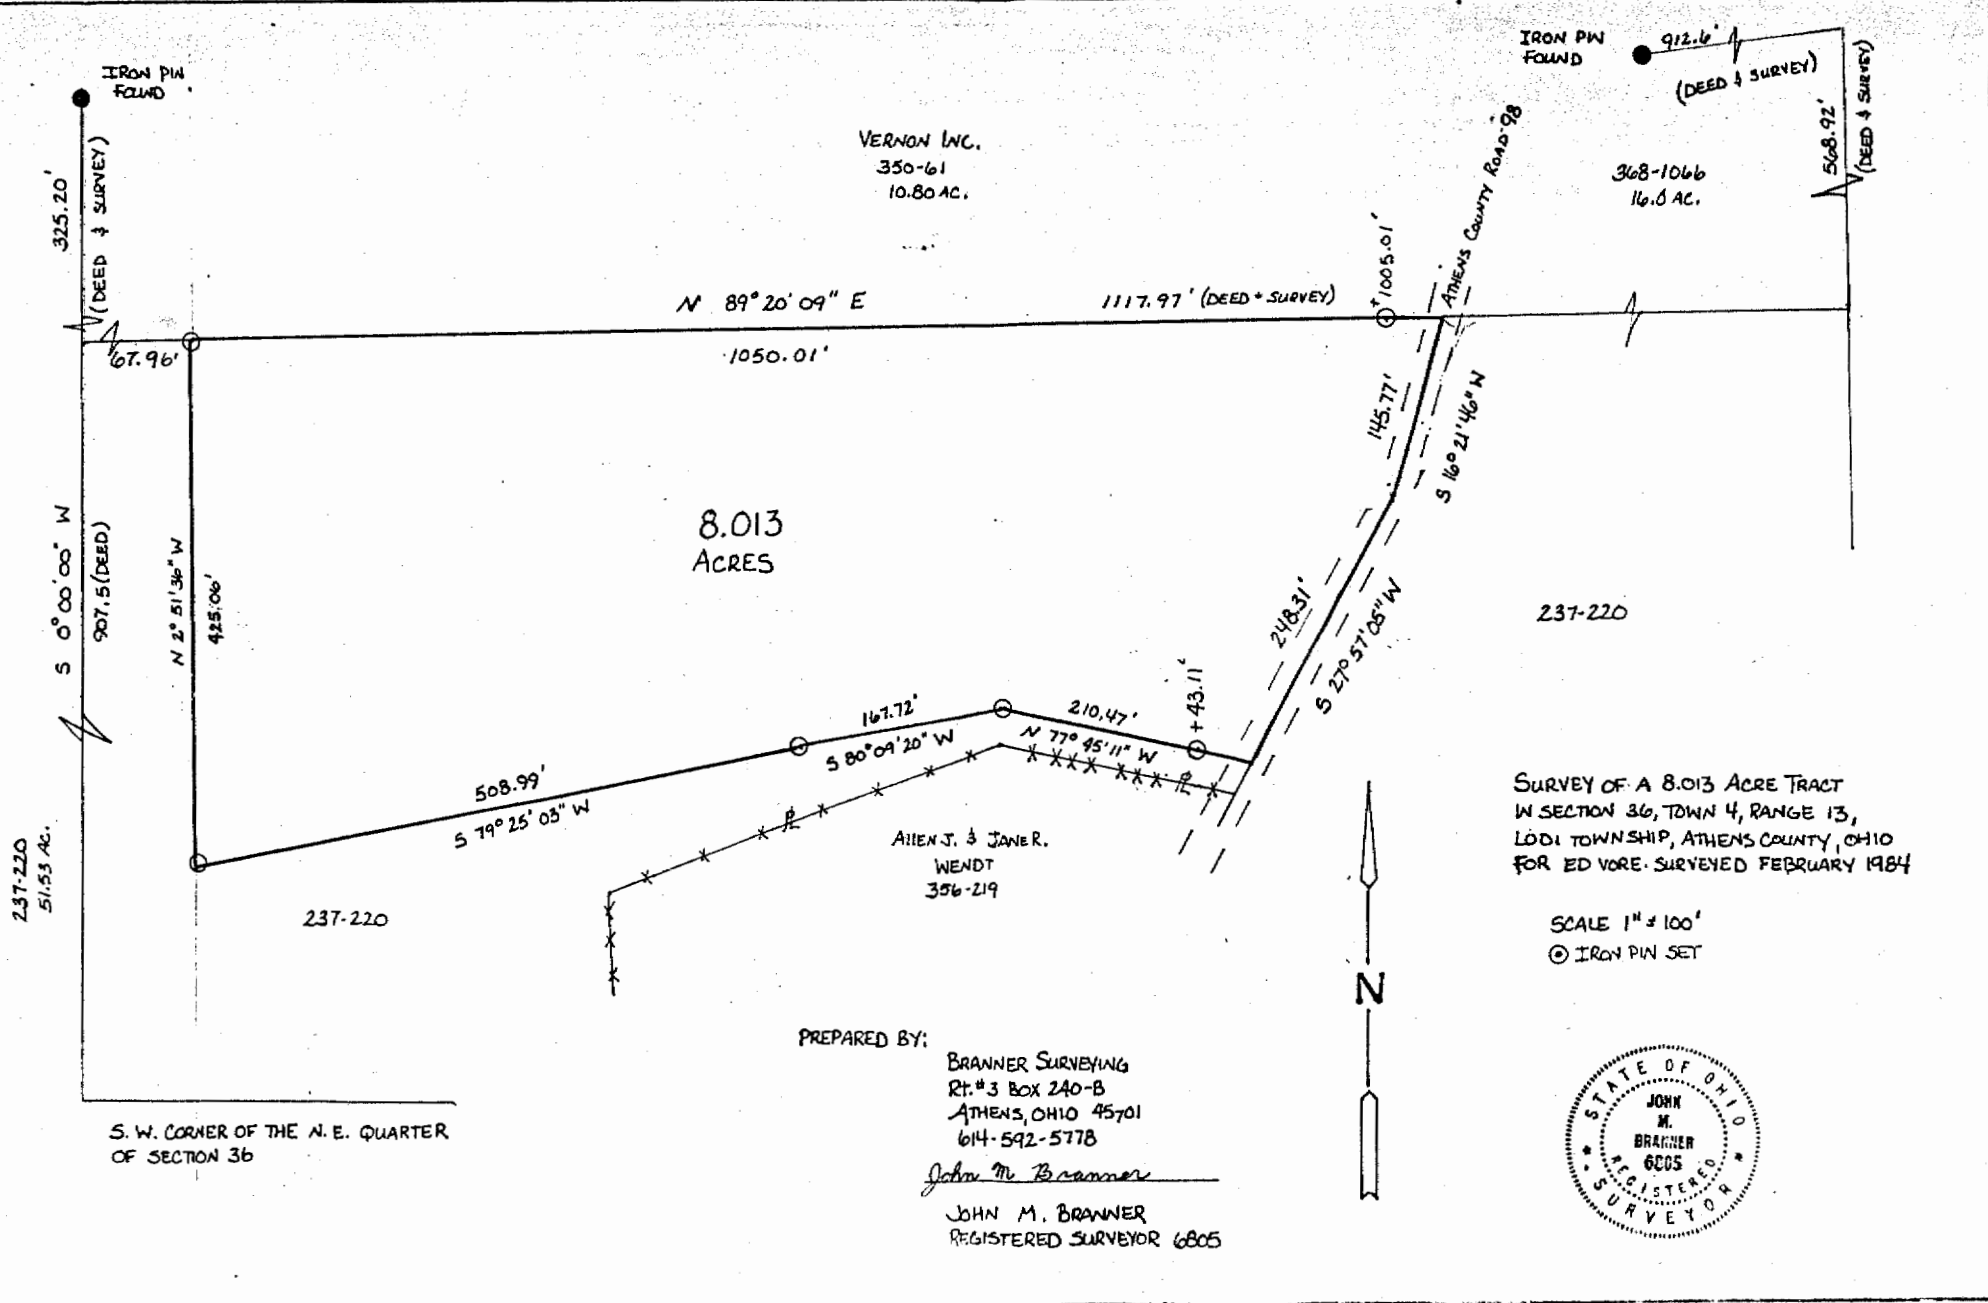 IRON PIN
FOUND
325.20'
(DEED & SURVEY)
VERNON INC.
350-61
10.80 AC.
IRON PIN
FOUND
912.6'
(DEED & SURVEY)
568.92'
(DEED & SURVEY)
368-1066
16.0 AC.
ATHENS COUNTY ROAD 98
+1005.01'
N 89° 20' 09" E
1117.97' (DEED + SURVEY)
67.96'
1050.01'
145.77'
S 16° 21' 46" W
S 0° 00' 00" W
907.5 (DEED)
N 2° 51' 36" W
425.06'
8.013
ACRES
248.31'
S 27° 57' 05" W
237-220
508.99'
S 79° 25' 03" W
167.72'
S 80° 09' 20" W
210.47'
N 77° 45' 11" W
+43.11'
PL
PL
237-220
51.53 AC.
237-220
ALLEN J. & JANE R.
WENDT
356-219
SURVEY OF A 8.013 ACRE TRACT
IN SECTION 36, TOWN 4, RANGE 13,
LODI TOWNSHIP, ATHENS COUNTY, OHIO
FOR ED VORE. SURVEYED FEBRUARY 1984
SCALE 1" = 100'
IRON PIN SET
N
S.W. CORNER OF THE N.E. QUARTER
OF SECTION 36
PREPARED BY:
BRANNER SURVEYING
RT. #3 BOX 240-B
ATHENS, OHIO 45701
614-592-5778
John M Branner
JOHN M. BRANNER
REGISTERED SURVEYOR 6805
STATE OF OHIO
JOHN
M.
BRANNER
6805
REGISTERED
SURVEYOR